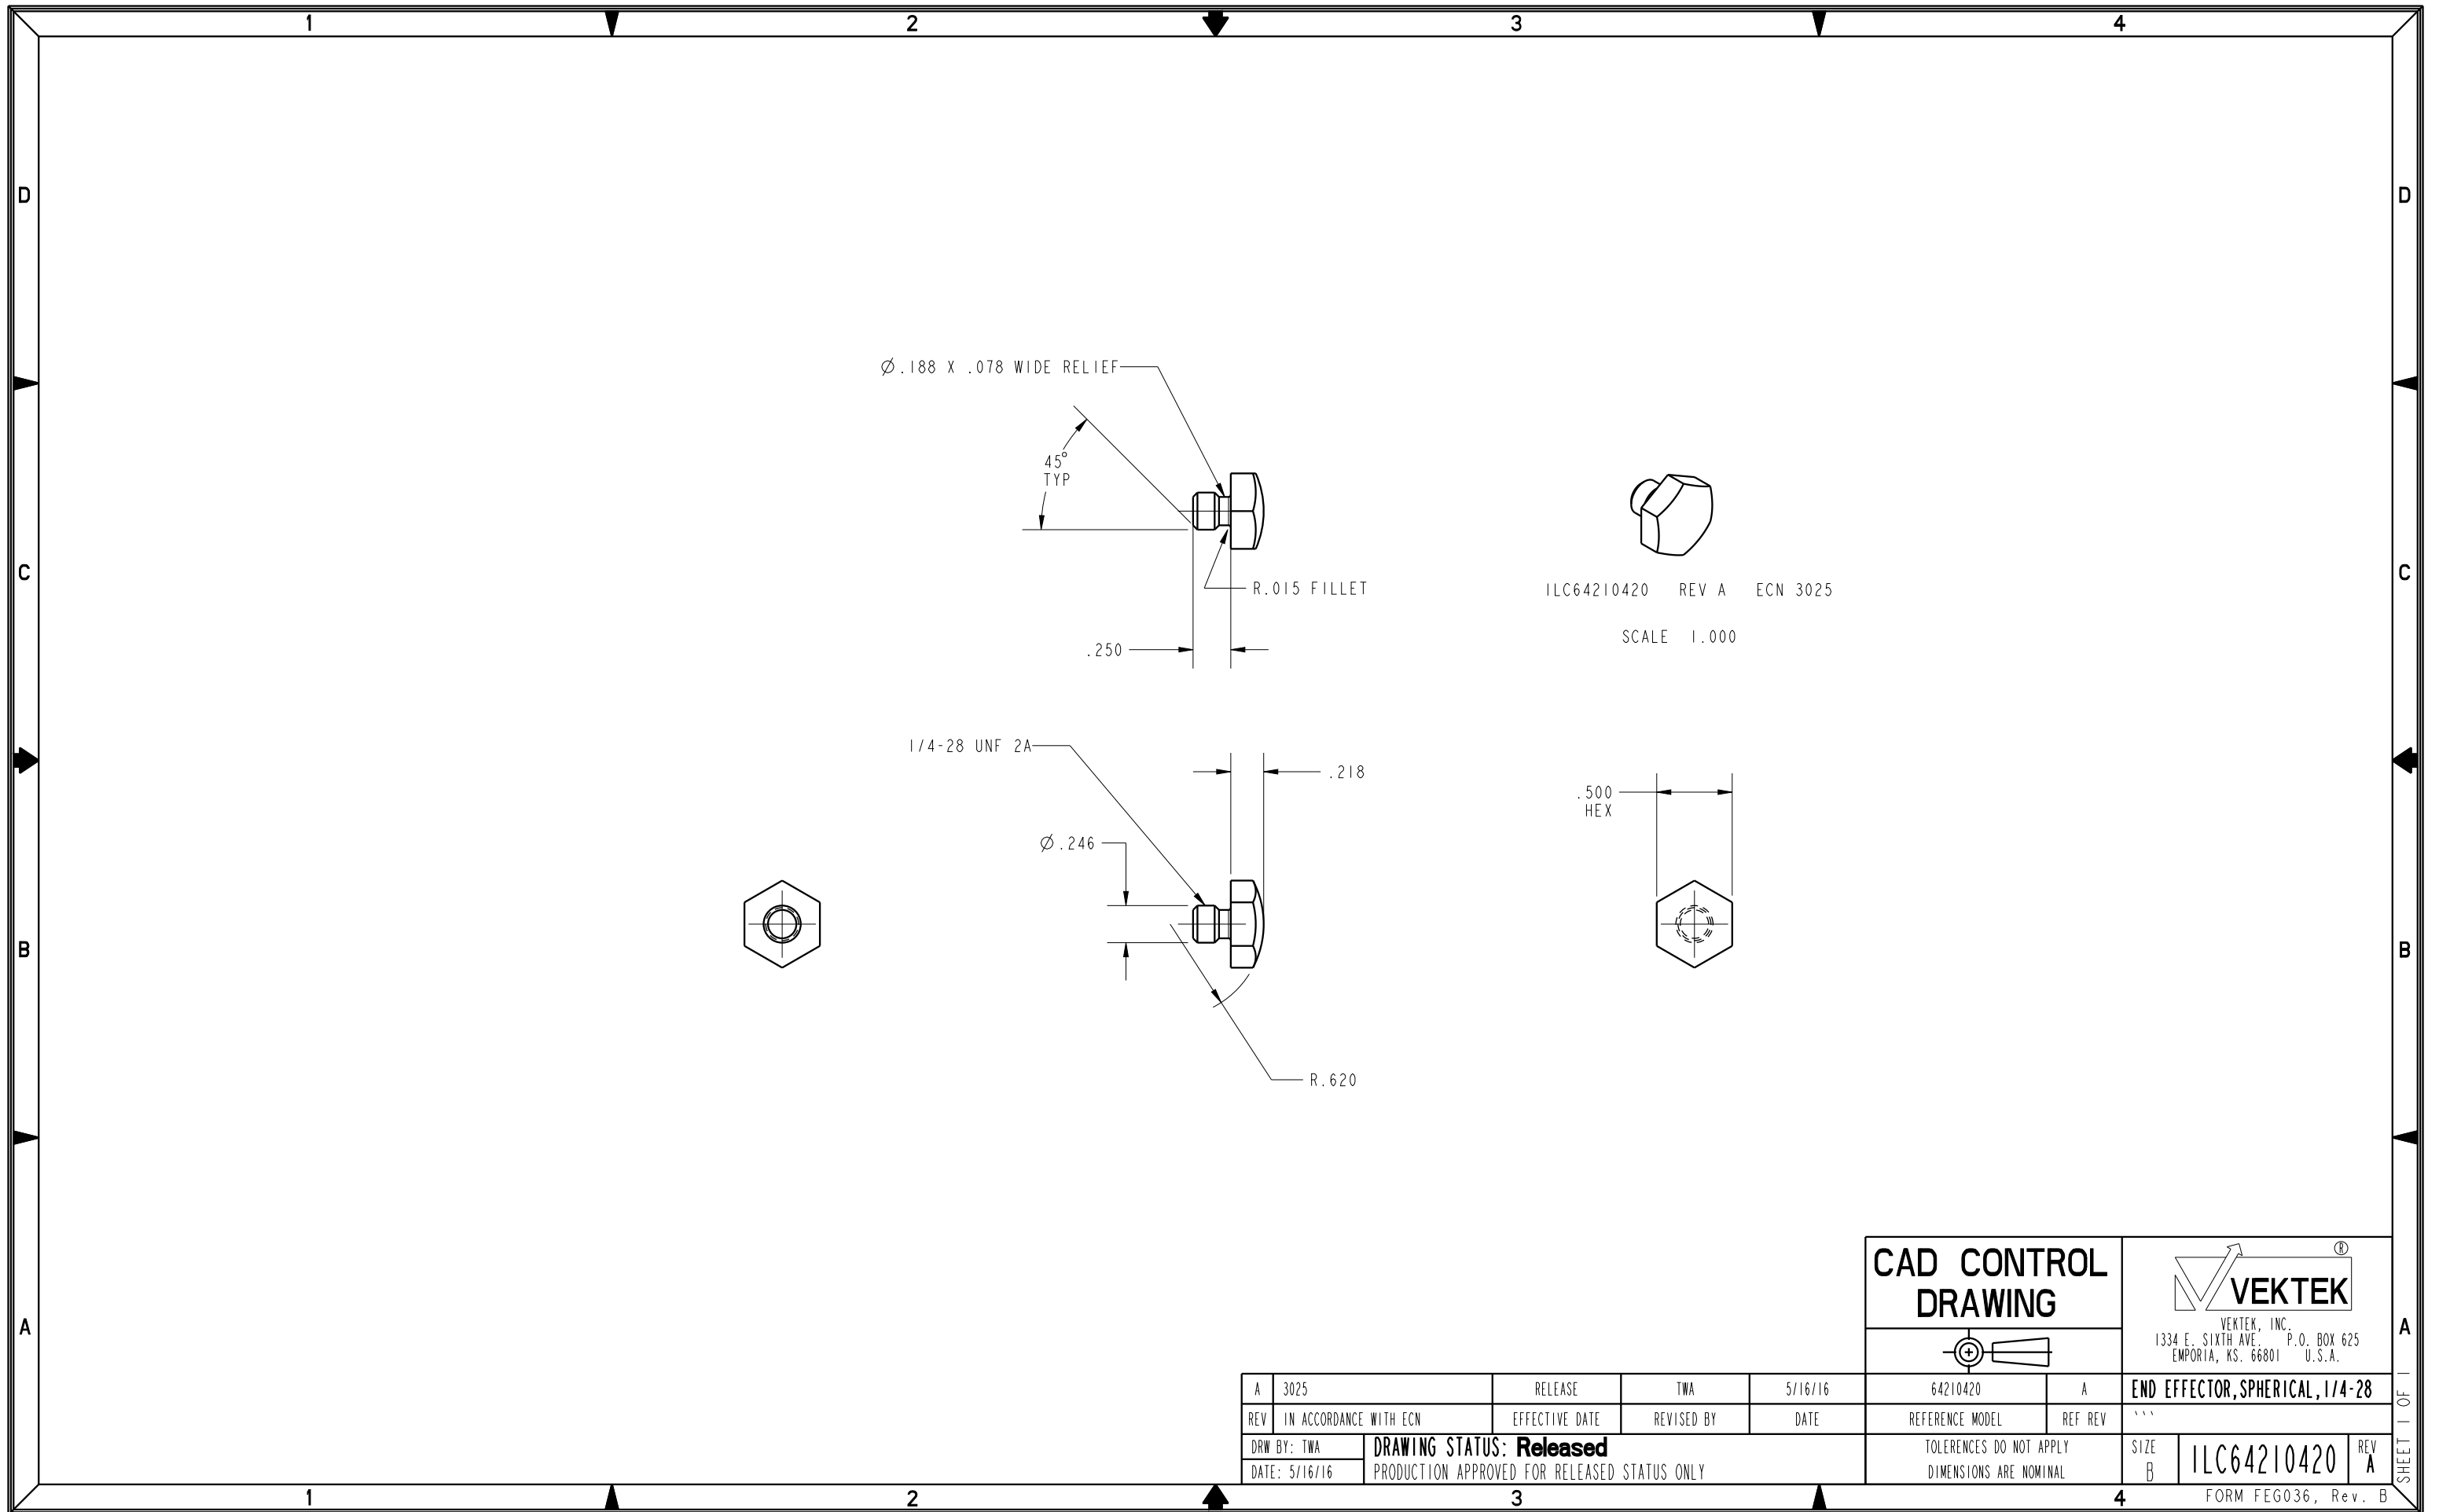 1 2 3 4
D D
Ø.188 X .078 WIDE RELIEF
45°
TYP
R.015 FILLET
.250
C C
ILC64210420 REV A ECN 3025
SCALE 1.000
1/4-28 UNF 2A
.218
.500
HEX
Ø.246
B B
R.620
CAD CONTROL
DRAWING
®
VEKTEK
VEKTEK, INC.
1334 E. SIXTH AVE. P.O. BOX 625
EMPORIA, KS. 66801 U.S.A.
A A
A 3025 RELEASE TWA 5/16/16 64210420 A END EFFECTOR,SPHERICAL,1/4-28
REV IN ACCORDANCE WITH ECN EFFECTIVE DATE REVISED BY DATE REFERENCE MODEL REF REV ```
DRW BY: TWA DRAWING STATUS: Released TOLERENCES DO NOT APPLY SIZE ILC64210420 REV
DATE: 5/16/16 PRODUCTION APPROVED FOR RELEASED STATUS ONLY DIMENSIONS ARE NOMINAL B A
SHEET 1 OF 1
1 2 3 4
FORM FEG036, Rev. B